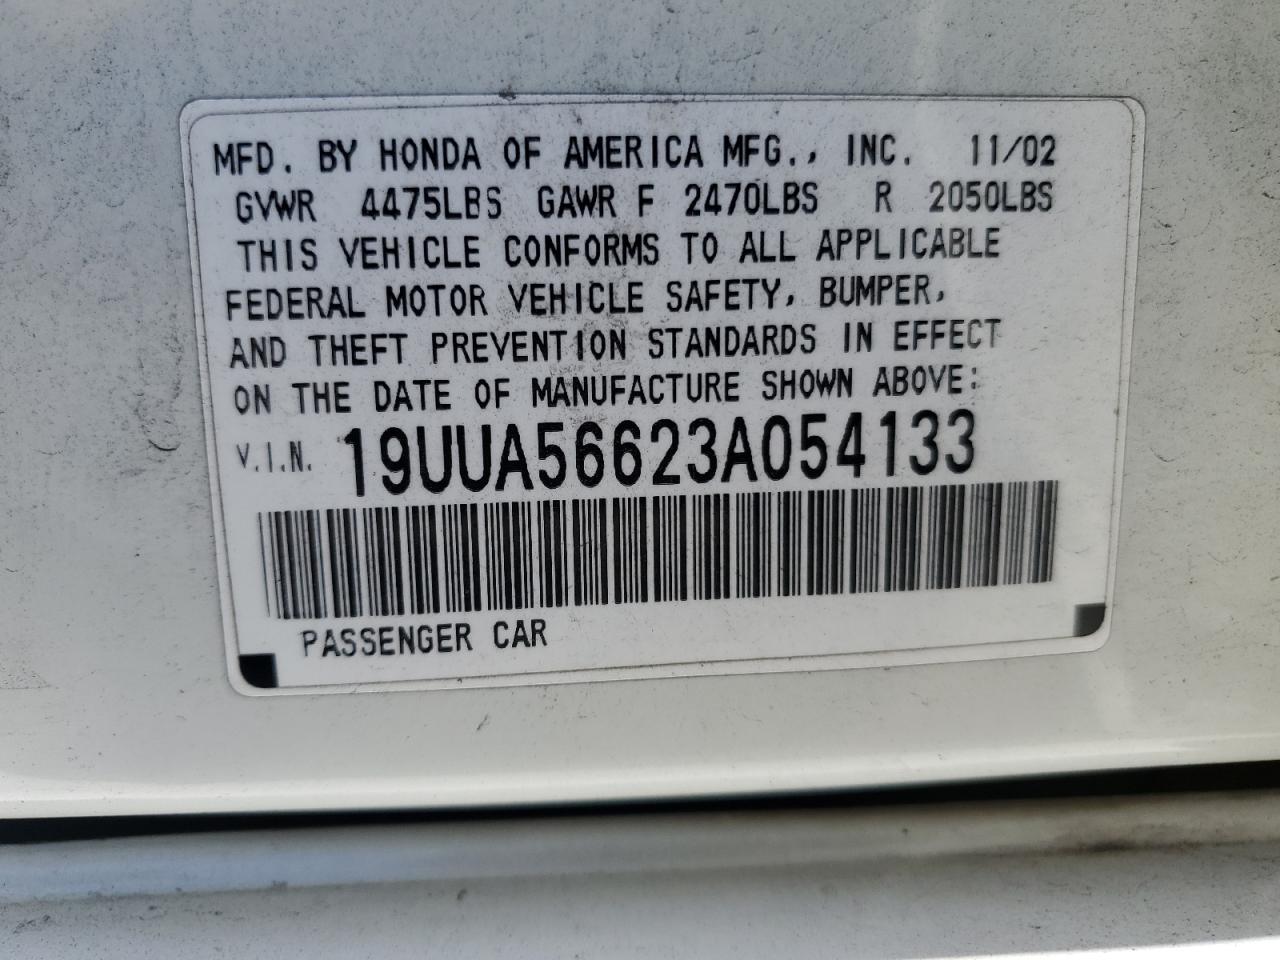 MFD. BY HONDA OF AMERICA MFG., INC. 11/02
GVWR 4475LBS GAWR F 2470LBS R 2050LBS
THIS VEHICLE CONFORMS TO ALL APPLICABLE
FEDERAL MOTOR VEHICLE SAFETY, BUMPER,
AND THEFT PREVENTION STANDARDS IN EFFECT
ON THE DATE OF MANUFACTURE SHOWN ABOVE:
V.I.N. 19UUA56623A054133
PASSENGER CAR